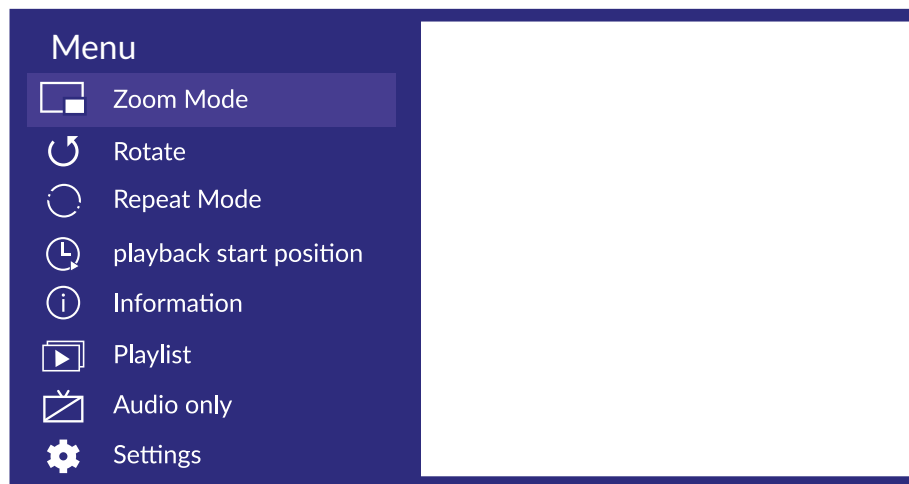 Menu
Zoom Mode
Rotate
Repeat Mode
playback start position
Information
Playlist
Audio only
Settings